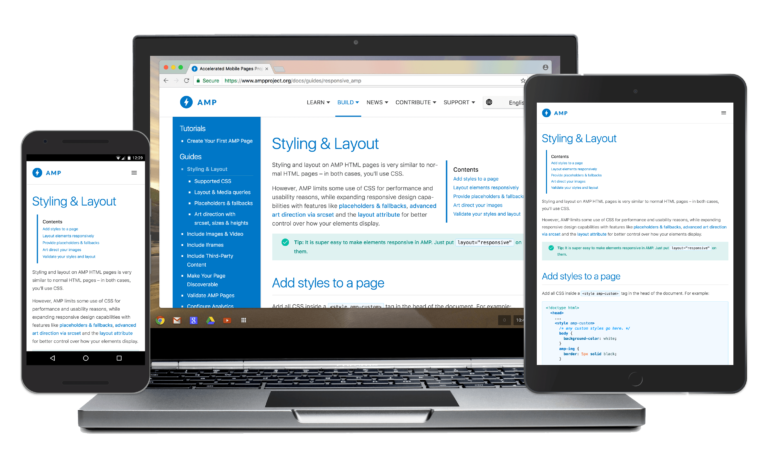 Accelerated Mobile Pages Pro
Secure https://www.ampproject.org/docs/guides/responsive_amp
AMP
LEARN BUILD NEWS CONTRIBUTE SUPPORT Englis
Tutorials
Create Your First AMP Page
Guides
Styling & Layout
Supported CSS
Layout & Media queries
Placeholders & fallbacks
Art direction with
srcset, sizes & heights
Include Images & Video
Include Iframes
Include Third-Party
Content
Make Your Page
Discoverable
Validate AMP Pages
Configure Analytics
Styling & Layout
Styling and layout on AMP HTML pages is very similar to nor-
mal HTML pages – in both cases, you'll use CSS.
However, AMP limits some use of CSS for performance and
usability reasons, while expanding responsive design capa-
bilities with features like placeholders & fallbacks, advanced
art direction via srcset and the layout attribute for better
control over how your elements display.
Contents
Add styles to a page
Layout elements responsively
Provide placeholders & fallbacks
Art direct your images
Validate your styles and layout
Tip: It is super easy to make elements responsive in AMP. Just put layout="responsive" on
them.
Add styles to a page
Add all CSS inside a <style amp-custom> tag in the head of the document. For example:
12:29
AMP
Styling & Layout
Contents
Add styles to a page
Layout elements responsively
Provide placeholders & fallbacks
Art direct your images
Validate your styles and layout
Styling and layout on AMP HTML pages is very
similar to normal HTML pages – in both cases,
you'll use CSS.
However, AMP limits some use of CSS for
performance and usability reasons, while
expanding responsive design capabilities with
features like placeholders & fallbacks, advanced
art direction via srcset and the layout attribute
for better control over how your elements display.
AMP
Styling & Layout
Contents
Add styles to a page
Layout elements responsively
Provide placeholders & fallbacks
Art direct your images
Validate your styles and layout
Styling and layout on AMP HTML pages is very similar to normal HTML pages – in both cases, you'll use CSS.
However, AMP limits some use of CSS for performance and usability reasons, while expanding
responsive design capabilities with features like placeholders & fallbacks, advanced art direction
via srcset and the layout attribute for better control over how your elements display.
Tip: It is super easy to make elements responsive in AMP. Just put layout="responsive" on
them.
Add styles to a page
Add all CSS inside a <style amp-custom> tag in the head of the document. For example:
<!doctype html>
<head>
...
<style amp-custom>
/* any custom styles go here. */
body {
background-color: white;
}
amp-img {
border: 5px solid black;
}